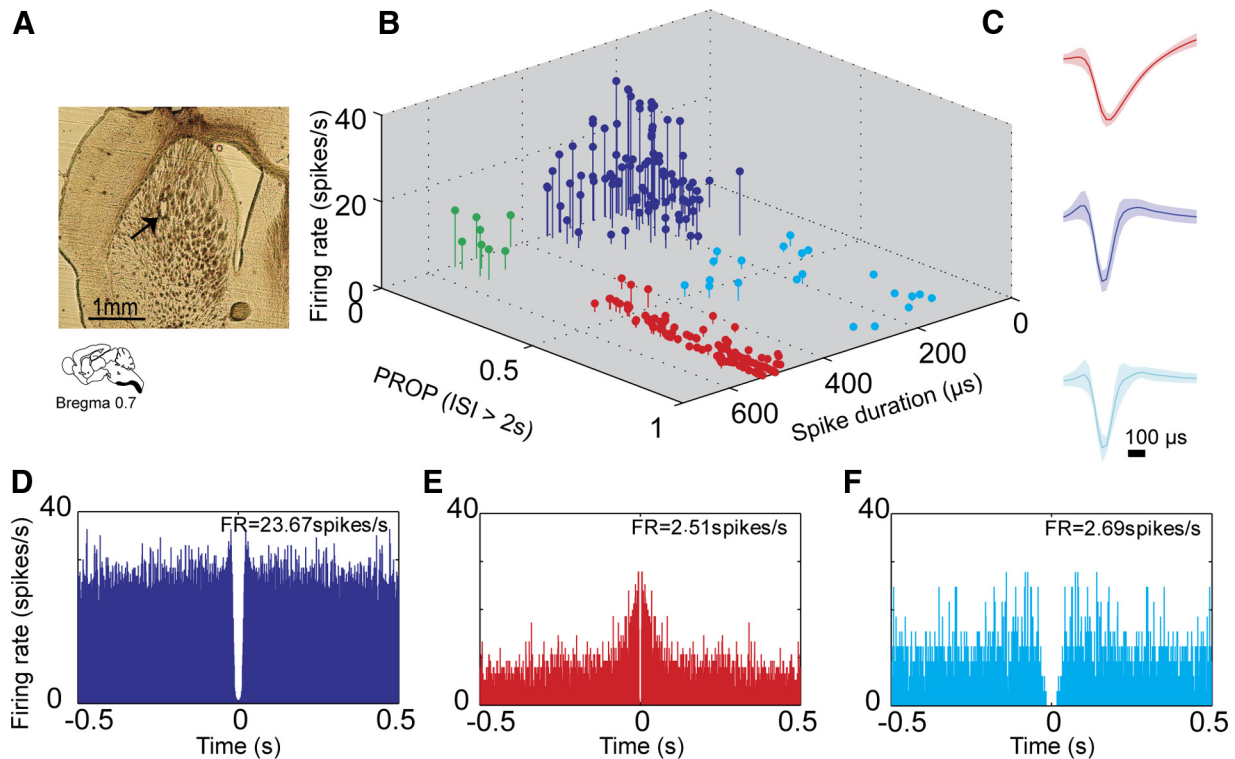 A
B
C
1mm
Bregma 0.7
Firing rate (spikes/s)
40
20
0
0
0.5
1
PROP (ISI > 2s)
600
400
200
0
Spike duration (µs)
100 µs
D
E
F
Firing rate (spikes/s)
40
0
FR=23.67spikes/s
-0.5
0
0.5
Time (s)
40
0
FR=2.51spikes/s
-0.5
0
0.5
Time (s)
40
0
FR=2.69spikes/s
-0.5
0
0.5
Time (s)